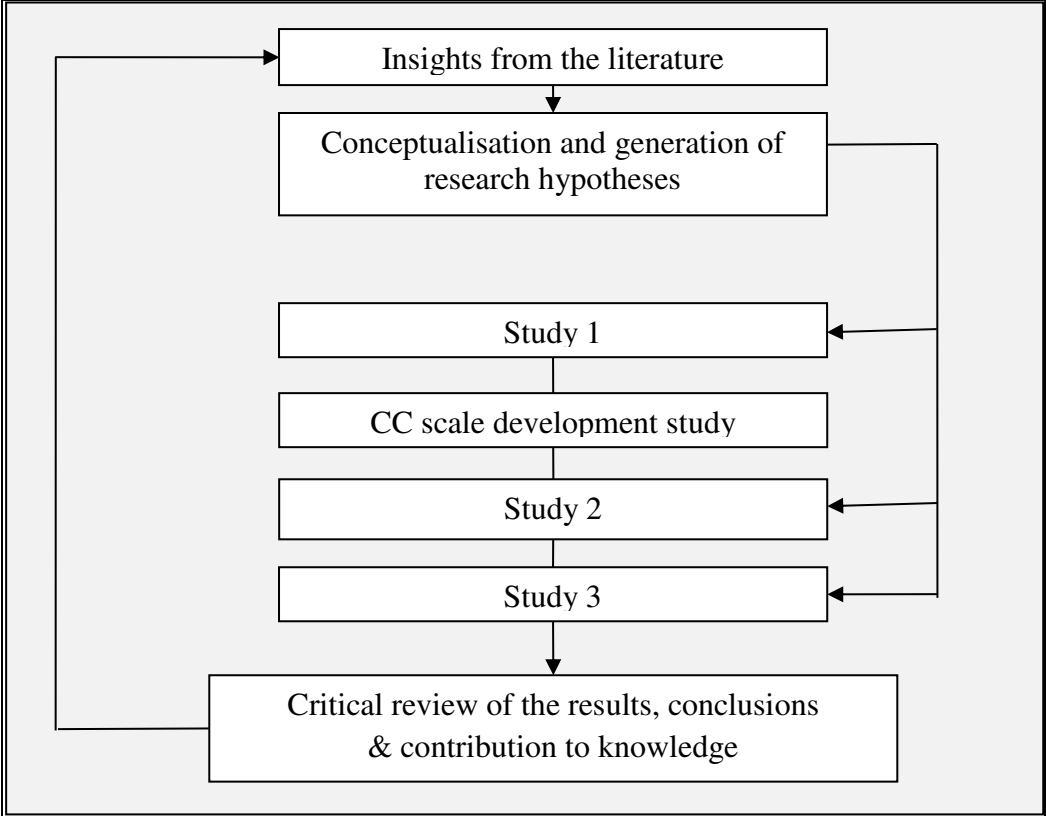 Insights from the literature
Conceptualisation and generation of
research hypotheses
Study 1
CC scale development study
Study 2
Study 3
Critical review of the results, conclusions
& contribution to knowledge